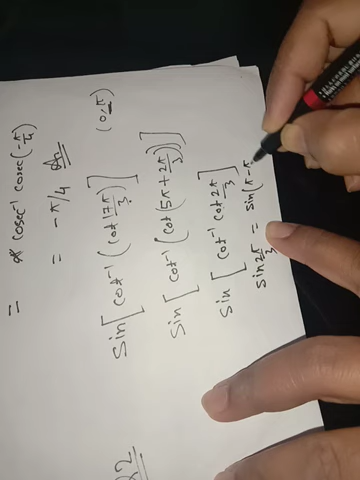 = cosec⁻¹ cosec(-π/4)
= -π/4 Ans
sin[cot⁻¹(cot 17π/3)] (0,π)
sin[cot⁻¹(cot(5π+2π/3))]
sin[cot⁻¹ cot 2π/3]
sin 2π/3 = sin(π-π